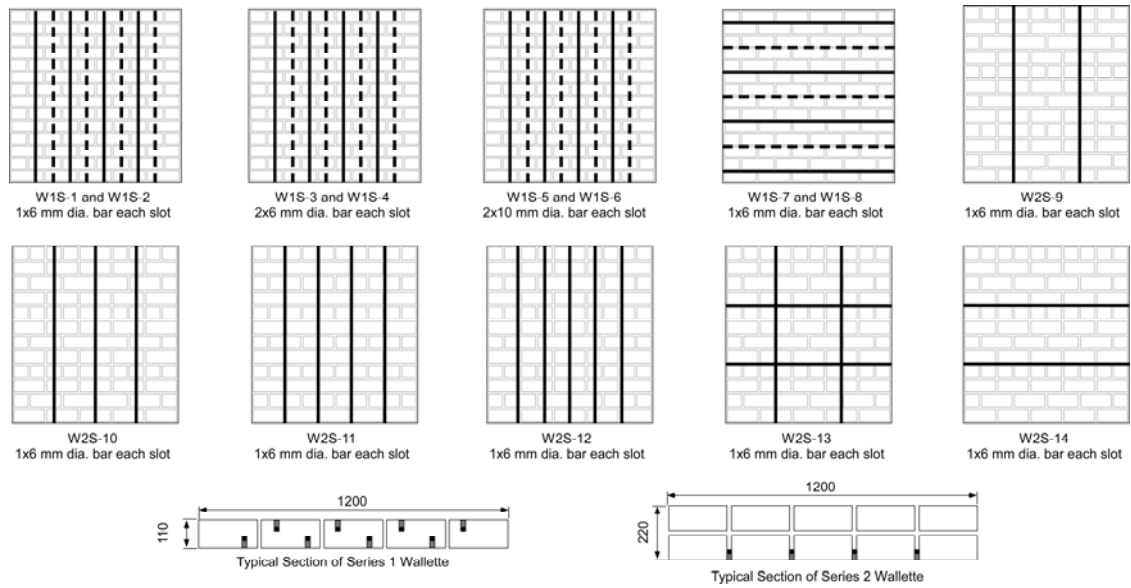 W1S-1 and W1S-2
1x6 mm dia. bar each slot
W1S-3 and W1S-4
2x6 mm dia. bar each slot
W1S-5 and W1S-6
2x10 mm dia. bar each slot
W1S-7 and W1S-8
1x6 mm dia. bar each slot
W2S-9
1x6 mm dia. bar each slot
W2S-10
1x6 mm dia. bar each slot
W2S-11
1x6 mm dia. bar each slot
W2S-12
1x6 mm dia. bar each slot
W2S-13
1x6 mm dia. bar each slot
W2S-14
1x6 mm dia. bar each slot
1200
110
Typical Section of Series 1 Wallette
1200
220
Typical Section of Series 2 Wallette